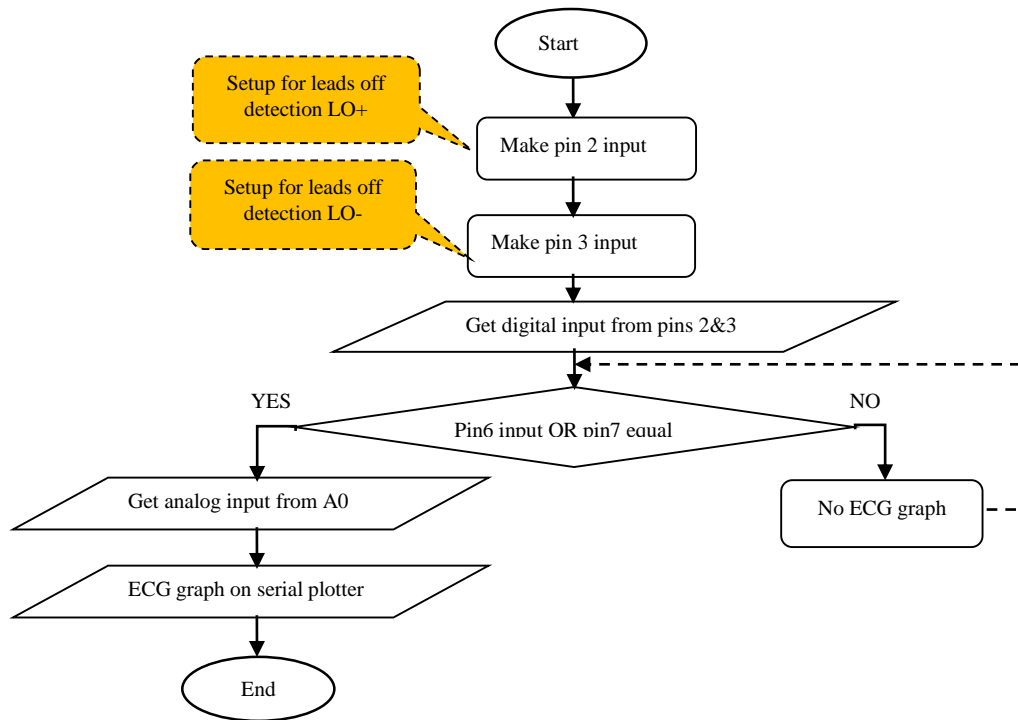 Start
Setup for leads off
detection LO+
Make pin 2 input
Setup for leads off
detection LO-
Make pin 3 input
Get digital input from pins 2&3
YES
NO
Pin6 input OR pin7 equal
Get analog input from A0
No ECG graph
ECG graph on serial plotter
End